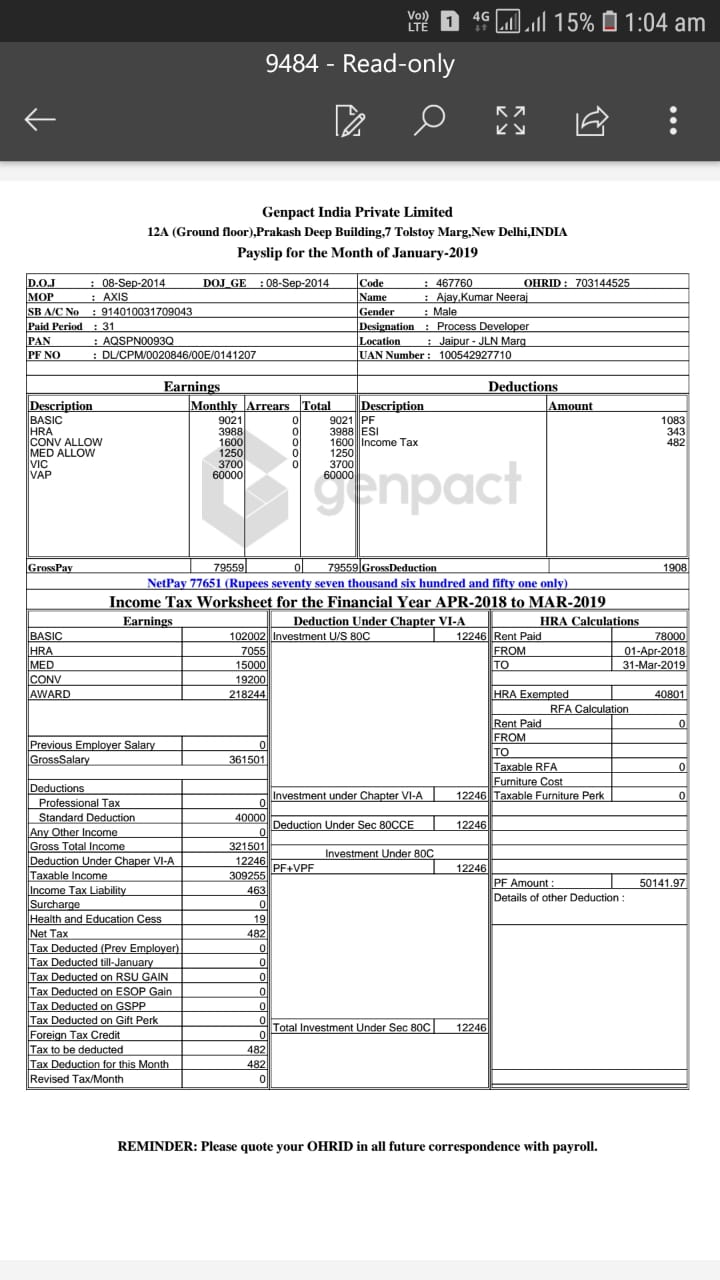 Vo)) LTE 1 4G 15% 1:04 am
9484 - Read-only
Genpact India Private Limited
12A (Ground floor),Prakash Deep Building,7 Tolstoy Marg,New Delhi,INDIA
Payslip for the Month of January-2019
D.O.J : 08-Sep-2014 DOJ_GE : 08-Sep-2014 Code : 467760 OHRID : 703144525
MOP : AXIS Name : Ajay,Kumar Neeraj
SB A/C No : 914010031709043 Gender : Male
Paid Period : 31 Designation : Process Developer
PAN : AQSPN0093Q Location : Jaipur - JLN Marg
PF NO : DL/CPM/0020846/00E/0141207 UAN Number : 100542927710
Earnings Deductions
Description Monthly Arrears Total Description Amount
BASIC 9021 0 9021 PF 1083
HRA 3988 0 3988 ESI 343
CONV ALLOW 1600 0 1600 Income Tax 482
MED ALLOW 1250 0 1250
VIC 3700 0 3700
VAP 60000 60000
genpact
GrossPay 79559 0 79559 GrossDeduction 1908
NetPay 77651 (Rupees seventy seven thousand six hundred and fifty one only)
Income Tax Worksheet for the Financial Year APR-2018 to MAR-2019
Earnings Deduction Under Chapter VI-A HRA Calculations
BASIC 102002 Investment U/S 80C 12246 Rent Paid 78000
HRA 7055 FROM 01-Apr-2018
MED 15000 TO 31-Mar-2019
CONV 19200
AWARD 218244 HRA Exempted 40801
RFA Calculation
Rent Paid 0
FROM
Previous Employer Salary 0 TO
GrossSalary 361501 Taxable RFA 0
Furniture Cost
Deductions Investment under Chapter VI-A 12246 Taxable Furniture Perk 0
Professional Tax 0
Standard Deduction 40000 Deduction Under Sec 80CCE 12246
Any Other Income 0
Gross Total Income 321501 Investment Under 80C
Deduction Under Chaper VI-A 12246 PF+VPF 12246
Taxable Income 309255
Income Tax Liability 463 PF Amount : 50141.97
Surcharge 0 Details of other Deduction :
Health and Education Cess 19
Net Tax 482
Tax Deducted (Prev Employer) 0
Tax Deducted till-January 0
Tax Deducted on RSU GAIN 0
Tax Deducted on ESOP Gain 0
Tax Deducted on GSPP 0
Tax Deducted on Gift Perk 0 Total Investment Under Sec 80C 12246
Foreign Tax Credit 0
Tax to be deducted 482
Tax Deduction for this Month 482
Revised Tax/Month 0
REMINDER: Please quote your OHRID in all future correspondence with payroll.